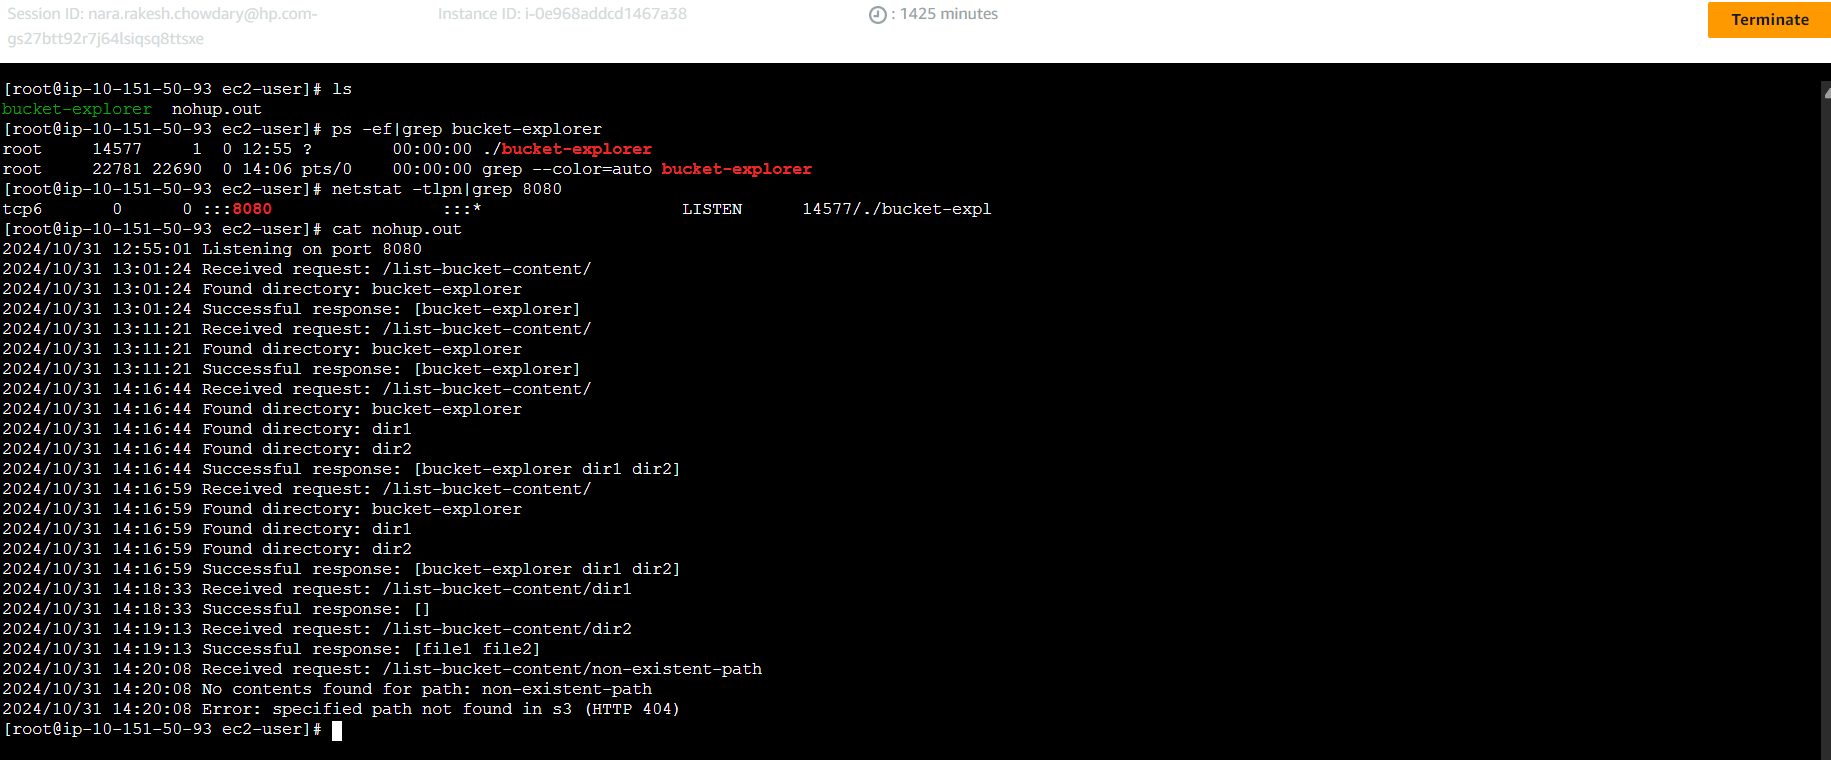 Session ID: nara.rakesh.chowdary@hp.com-
gs27btt92r7j64lsiqsq8ttsxe
Instance ID: i-0e968addcd1467a38
: 1425 minutes
Terminate
[root@ip-10-151-50-93 ec2-user]# ls
bucket-explorer  nohup.out
[root@ip-10-151-50-93 ec2-user]# ps -ef|grep bucket-explorer
root     14577     1  0 12:55 ?        00:00:00 ./bucket-explorer
root     22781 22690  0 14:06 pts/0    00:00:00 grep --color=auto bucket-explorer
[root@ip-10-151-50-93 ec2-user]# netstat -tlpn|grep 8080
tcp6       0      0 :::8080                 :::*                    LISTEN      14577/./bucket-expl
[root@ip-10-151-50-93 ec2-user]# cat nohup.out
2024/10/31 12:55:01 Listening on port 8080
2024/10/31 13:01:24 Received request: /list-bucket-content/
2024/10/31 13:01:24 Found directory: bucket-explorer
2024/10/31 13:01:24 Successful response: [bucket-explorer]
2024/10/31 13:11:21 Received request: /list-bucket-content/
2024/10/31 13:11:21 Found directory: bucket-explorer
2024/10/31 13:11:21 Successful response: [bucket-explorer]
2024/10/31 14:16:44 Received request: /list-bucket-content/
2024/10/31 14:16:44 Found directory: bucket-explorer
2024/10/31 14:16:44 Found directory: dir1
2024/10/31 14:16:44 Found directory: dir2
2024/10/31 14:16:44 Successful response: [bucket-explorer dir1 dir2]
2024/10/31 14:16:59 Received request: /list-bucket-content/
2024/10/31 14:16:59 Found directory: bucket-explorer
2024/10/31 14:16:59 Found directory: dir1
2024/10/31 14:16:59 Found directory: dir2
2024/10/31 14:16:59 Successful response: [bucket-explorer dir1 dir2]
2024/10/31 14:18:33 Received request: /list-bucket-content/dir1
2024/10/31 14:18:33 Successful response: []
2024/10/31 14:19:13 Received request: /list-bucket-content/dir2
2024/10/31 14:19:13 Successful response: [file1 file2]
2024/10/31 14:20:08 Received request: /list-bucket-content/non-existent-path
2024/10/31 14:20:08 No contents found for path: non-existent-path
2024/10/31 14:20:08 Error: specified path not found in s3 (HTTP 404)
[root@ip-10-151-50-93 ec2-user]#